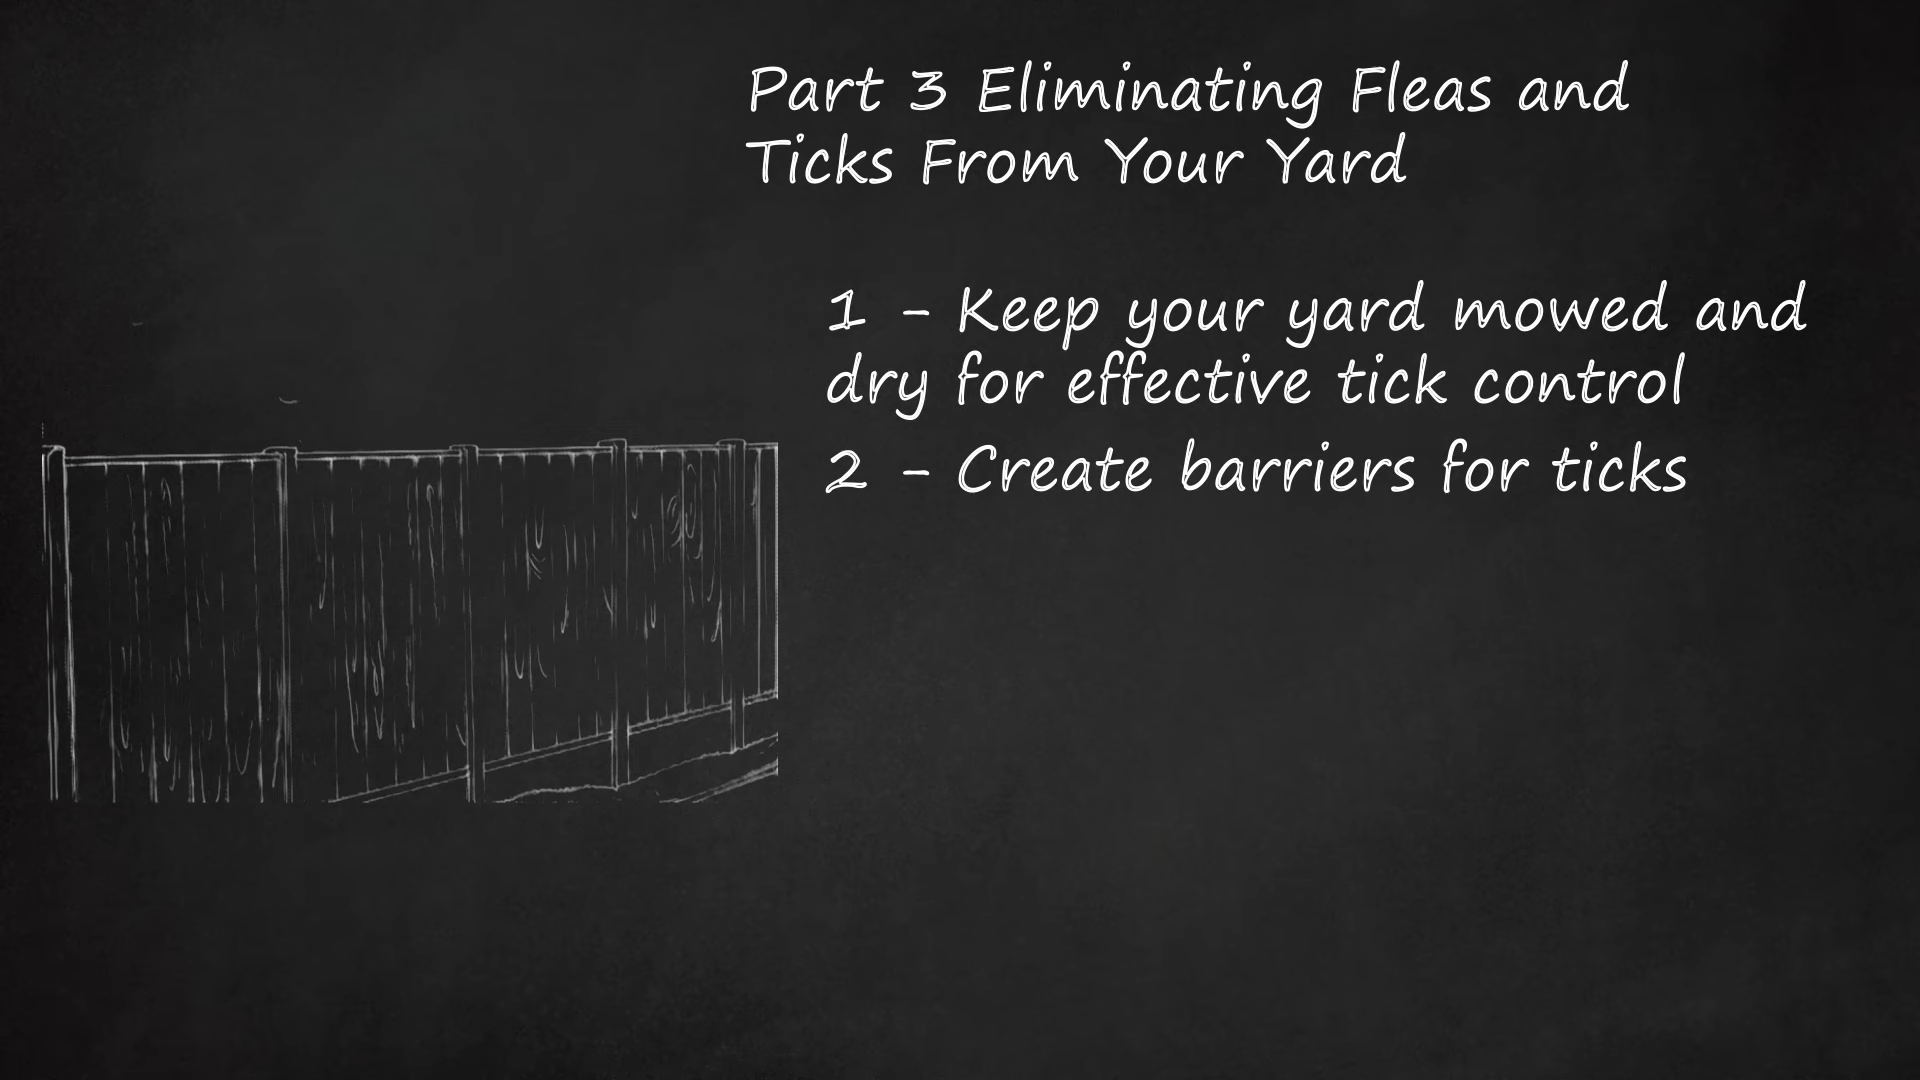 Part 3 Eliminating Fleas and
Ticks From Your Yard
1 - Keep your yard mowed and
dry for effective tick control
2 - Create barriers for ticks